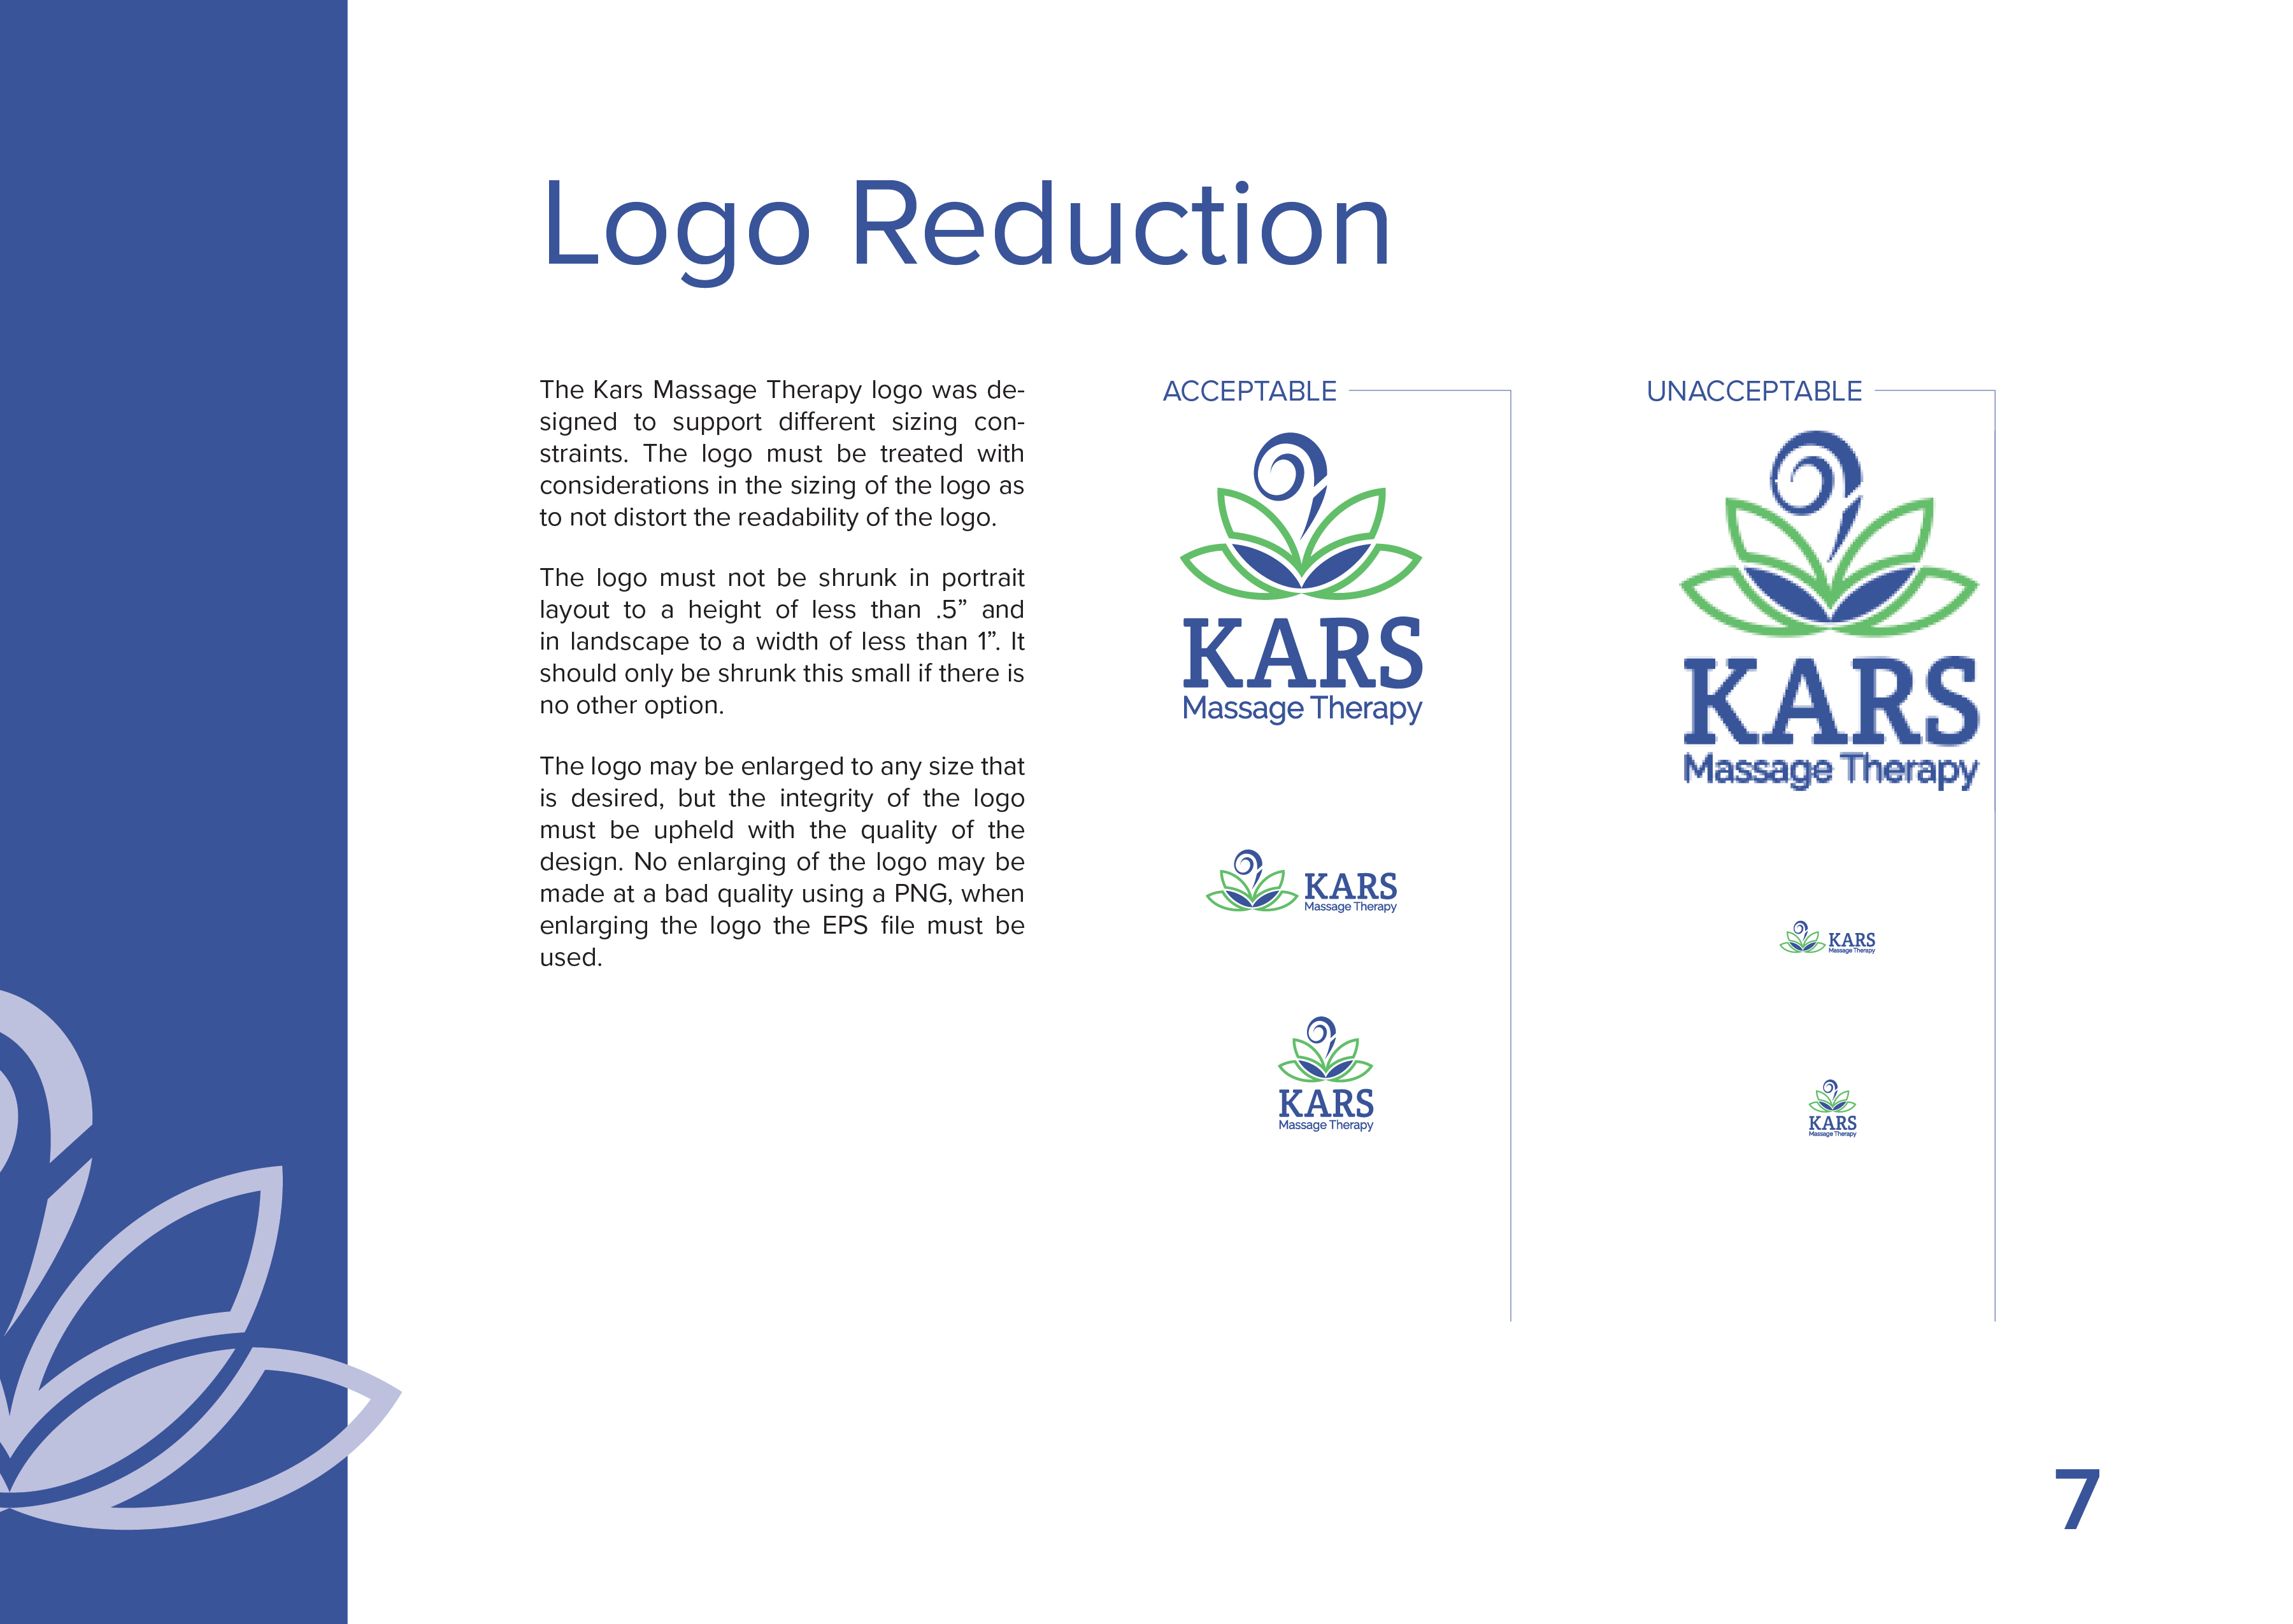 Logo Reduction
The Kars Massage Therapy logo was de-
signed to support different sizing con-
straints. The logo must be treated with
considerations in the sizing of the logo as
to not distort the readability of the logo.
The logo must not be shrunk in portrait
layout to a height of less than .5” and
in landscape to a width of less than 1”. It
should only be shrunk this small if there is
no other option.
The logo may be enlarged to any size that
is desired, but the integrity of the logo
must be upheld with the quality of the
design. No enlarging of the logo may be
made at a bad quality using a PNG, when
enlarging the logo the EPS file must be
used.
ACCEPTABLE
KARS
Massage Therapy
KARS
Massage Therapy
KARS
Massage Therapy
UNACCEPTABLE
KARS
Massage Therapy
KARS
Massage Therapy
KARS
Massage Therapy
7